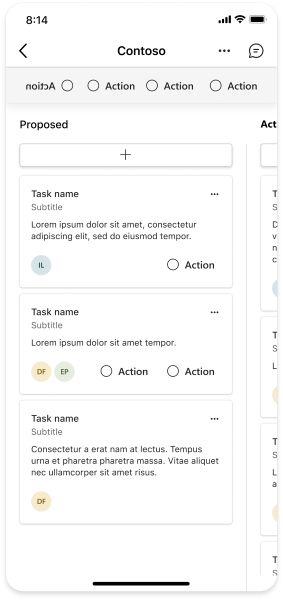 8:14
Contoso
Action Action Action Action
Proposed
Act
Task name
Subtitle
Lorem ipsum dolor sit amet, consectetur
adipiscing elit, sed do eiusmod tempor.
IL
Action
Task name
Subtitle
Lorem ipsum dolor sit amet tempor.
DF EP
Action Action
Task name
Subtitle
Consectetur a erat nam at lectus. Tempus
urna et pharetra pharetra massa. Vitae aliquet
nec ullamcorper sit amet risus.
DF